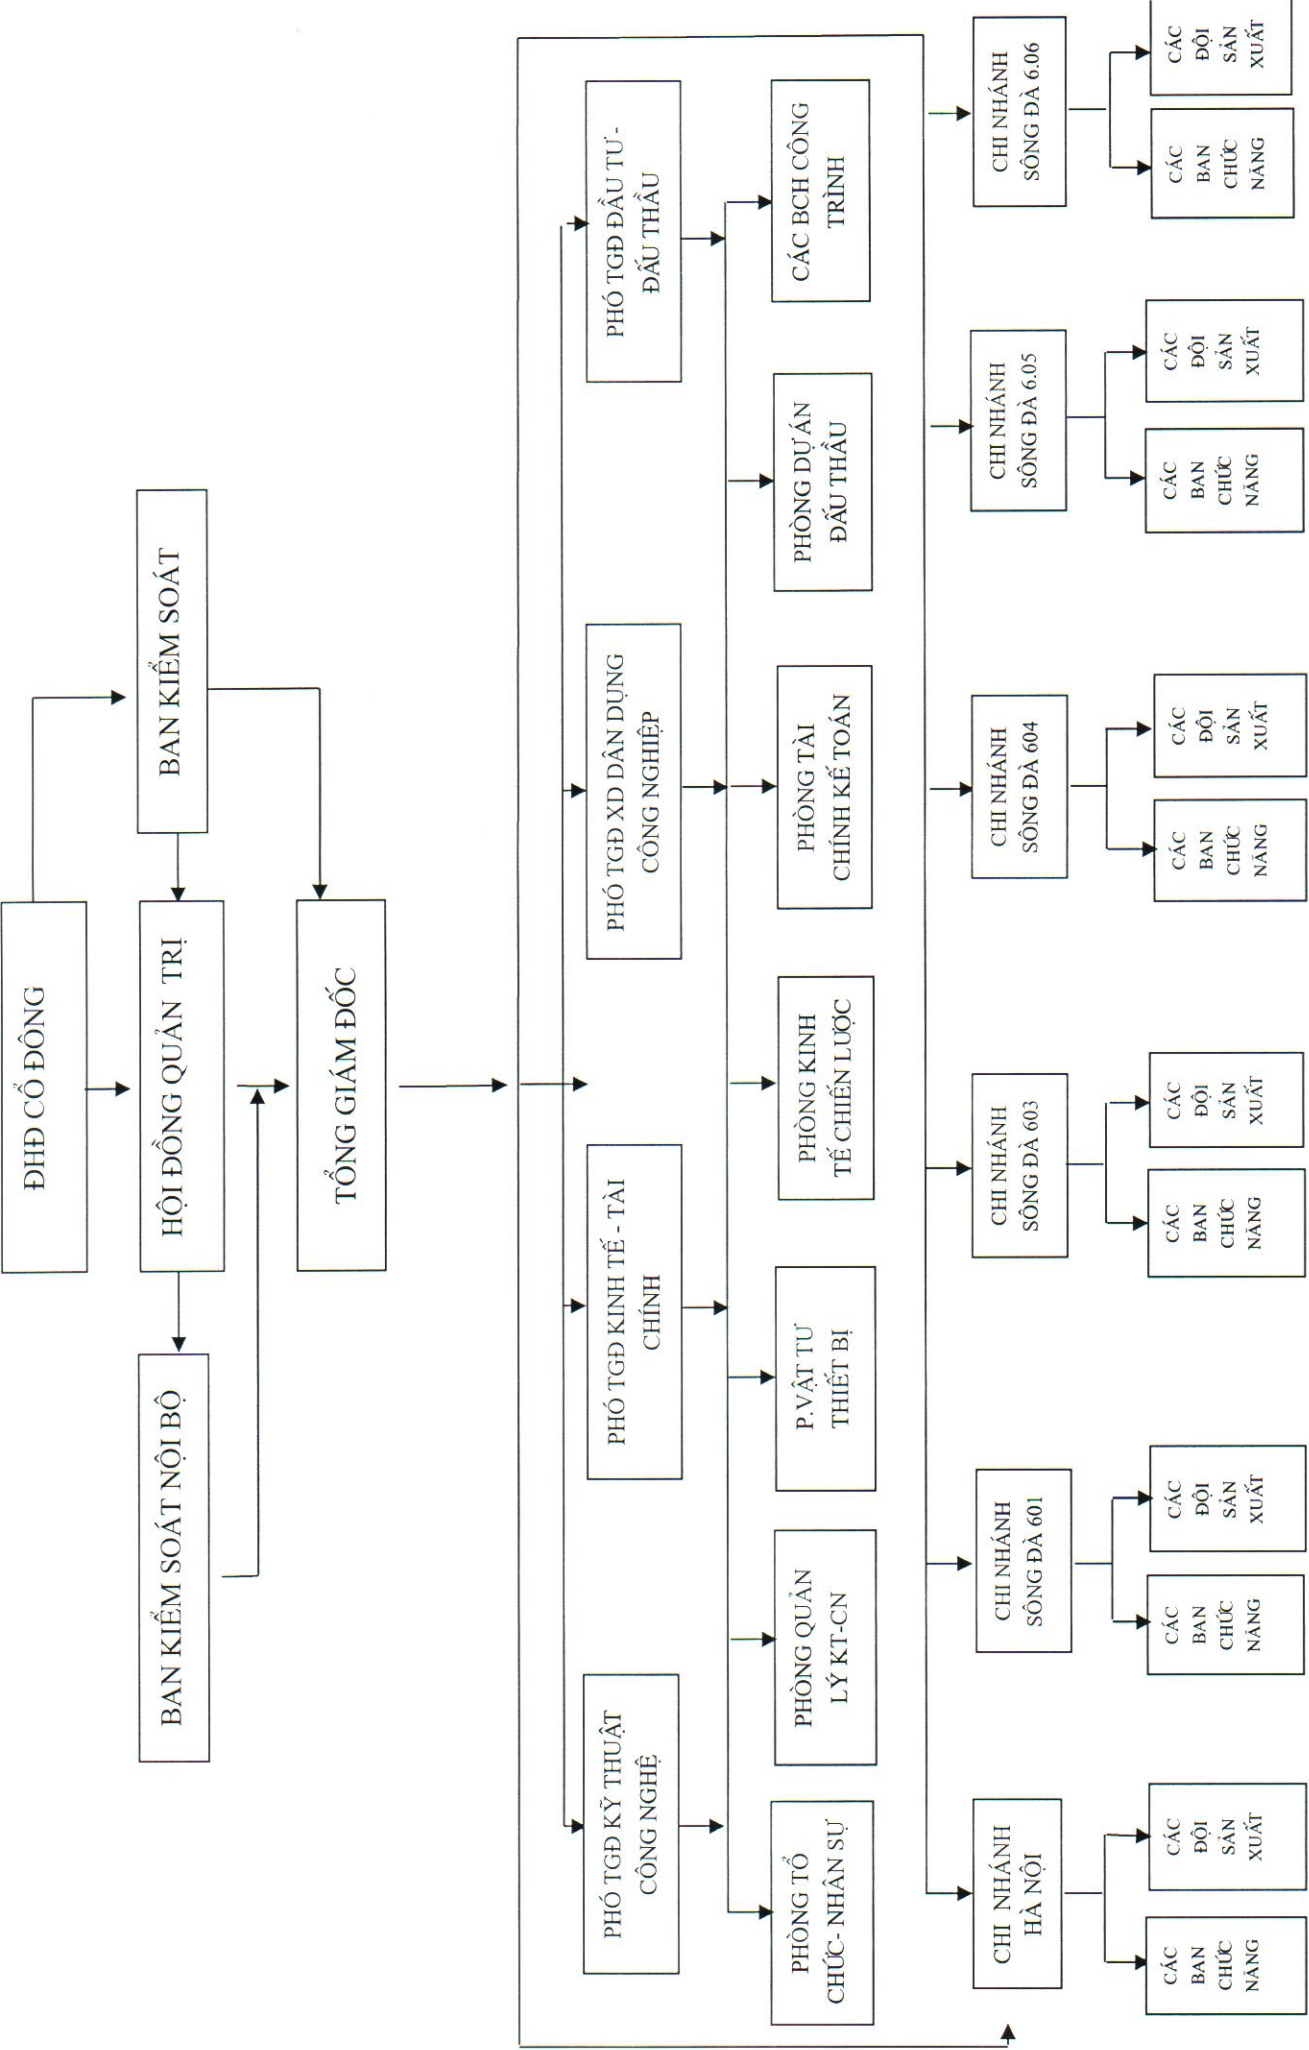 ĐHĐ CỔ ĐÔNG
BAN KIỂM SOÁT NỘI BỘ
HỘI ĐỒNG QUẢN TRỊ
BAN KIỂM SOÁT
TỔNG GIÁM ĐỐC
PHÓ TGĐ KỸ THUẬT
CÔNG NGHỆ
PHÓ TGĐ KINH TẾ - TÀI
CHÍNH
PHÓ TGĐ XD DÂN DỤNG
CÔNG NGHIỆP
PHÓ TGĐ ĐẦU TƯ -
ĐẤU THẦU
PHÒNG TỔ
CHỨC- NHÂN SỰ
PHÒNG QUẢN
LÝ KT-CN
P.VẬT TƯ
THIẾT BỊ
PHÒNG KINH
TẾ CHIẾN LƯỢC
PHÒNG TÀI
CHÍNH KẾ TOÁN
PHÒNG DỰ ÁN
ĐẤU THẦU
CÁC BCH CÔNG
TRÌNH
CHI NHÁNH
HÀ NỘI
CHI NHÁNH
SÔNG ĐÀ 601
CHI NHÁNH
SÔNG ĐÀ 603
CHI NHÁNH
SÔNG ĐÀ 604
CHI NHÁNH
SÔNG ĐÀ 6.05
CHI NHÁNH
SÔNG ĐÀ 6.06
CÁC
BAN
CHỨC
NĂNG
CÁC
ĐỘI
SẢN
XUẤT
CÁC
BAN
CHỨC
NĂNG
CÁC
ĐỘI
SẢN
XUẤT
CÁC
BAN
CHỨC
NĂNG
CÁC
ĐỘI
SẢN
XUẤT
CÁC
BAN
CHỨC
NĂNG
CÁC
ĐỘI
SẢN
XUẤT
CÁC
BAN
CHỨC
NĂNG
CÁC
ĐỘI
SẢN
XUẤT
CÁC
BAN
CHỨC
NĂNG
CÁC
ĐỘI
SẢN
XUẤT